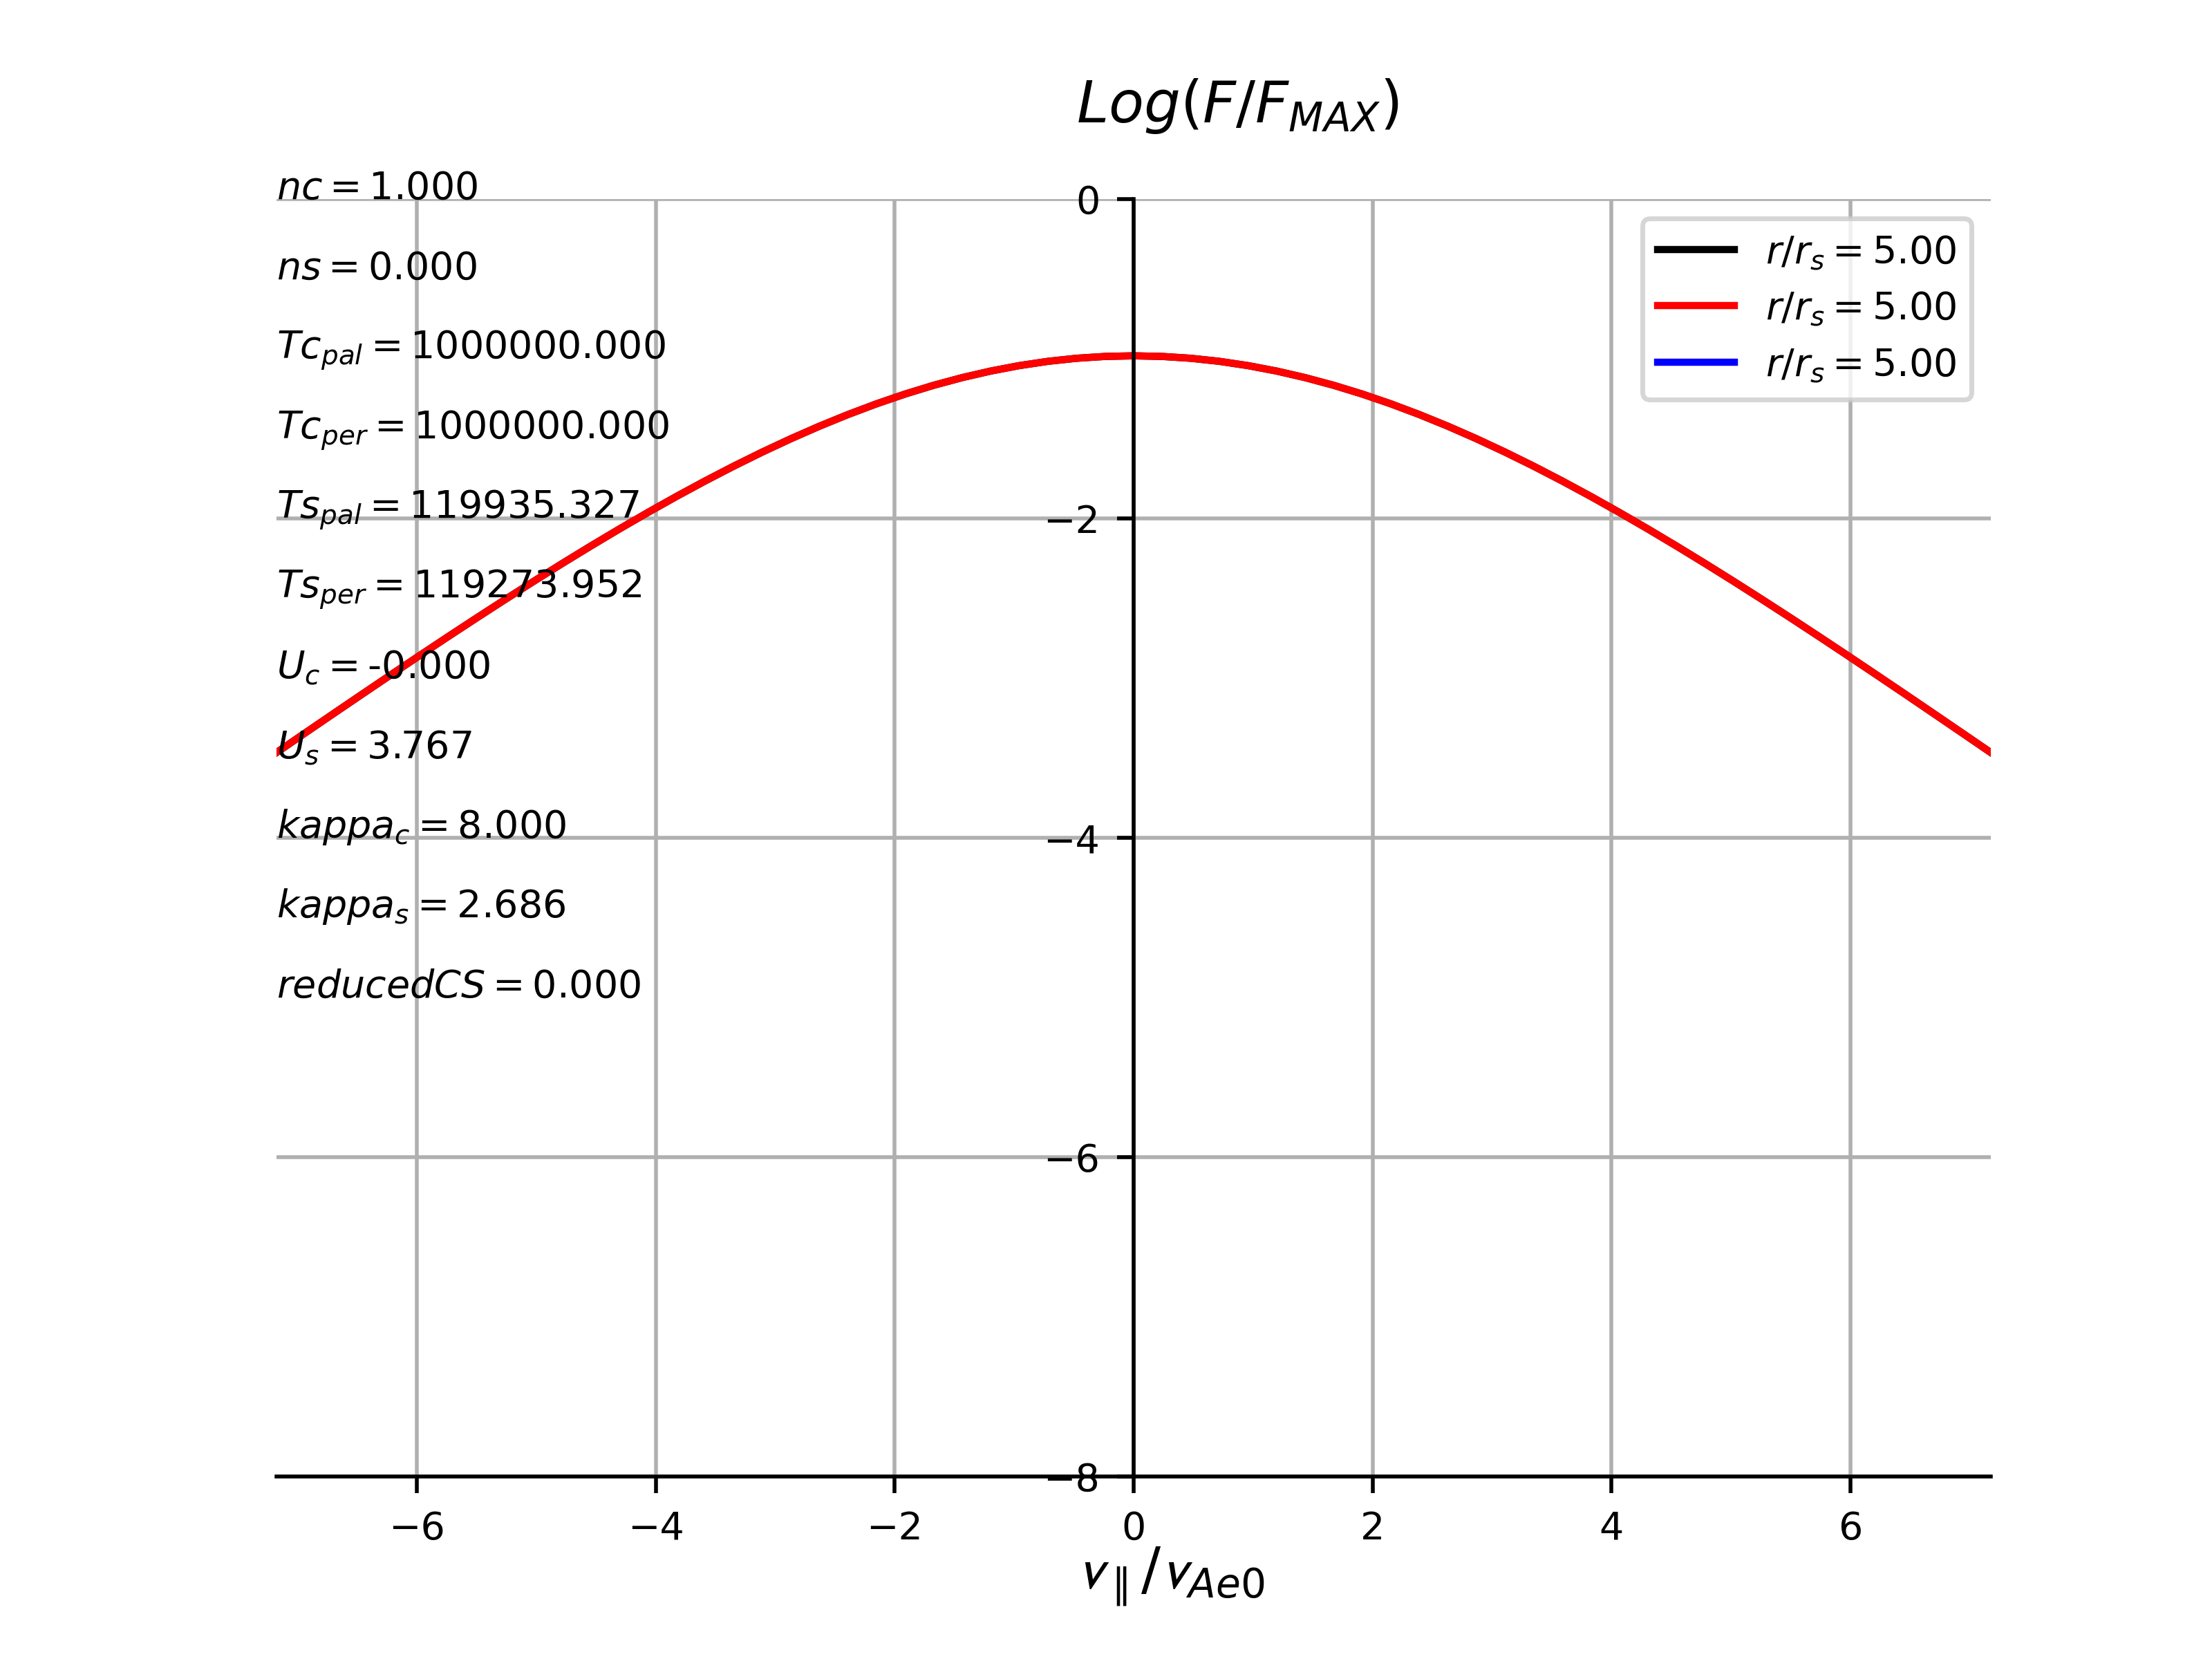 Log(F/F_MAX)
nc = 1.000
ns = 0.000
Tc_pal = 1000000.000
Tc_per = 1000000.000
Ts_pal = 119935.327
Ts_per = 119273.952
U_c = -0.000
U_s = 3.767
kappa_c = 8.000
kappa_s = 2.686
reducedCS = 0.000
0
−2
−4
−6
−8
r/r_s = 5.00
r/r_s = 5.00
r/r_s = 5.00
−6 −4 −2 0 2 4 6
v_∥/v_Ae0